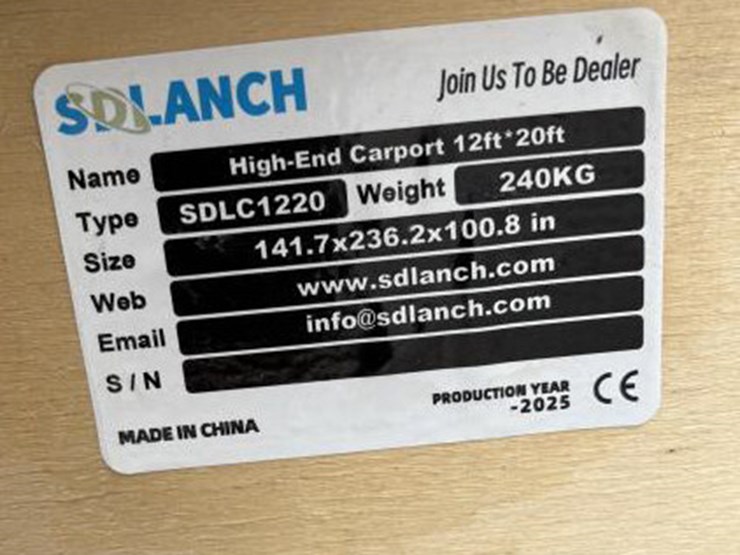 SDLANCH Join Us To Be Dealer
Name High-End Carport 12ft*20ft
Type SDLC1220 Weight 240KG
Size 141.7x236.2x100.8 in
Web www.sdlanch.com
Email info@sdlanch.com
S/N
MADE IN CHINA PRODUCTION YEAR CE
-2025